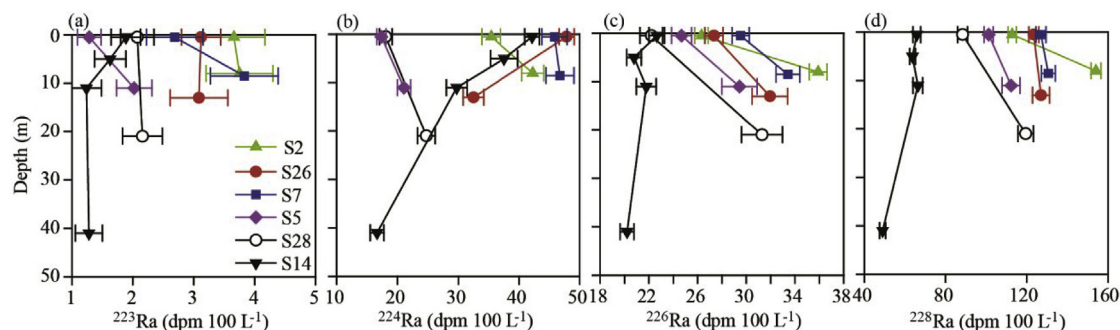 (a) (b) (c) (d)
0
10
20
30
40
50
Depth (m)
S2
S26
S7
S5
S28
S14
1 2 3 4 5
10 20 30 40 50
18 22 26 30 34 38
40 80 120 160
²²³Ra (dpm 100 L⁻¹)
²²⁴Ra (dpm 100 L⁻¹)
²²⁶Ra (dpm 100 L⁻¹)
²²⁸Ra (dpm 100 L⁻¹)